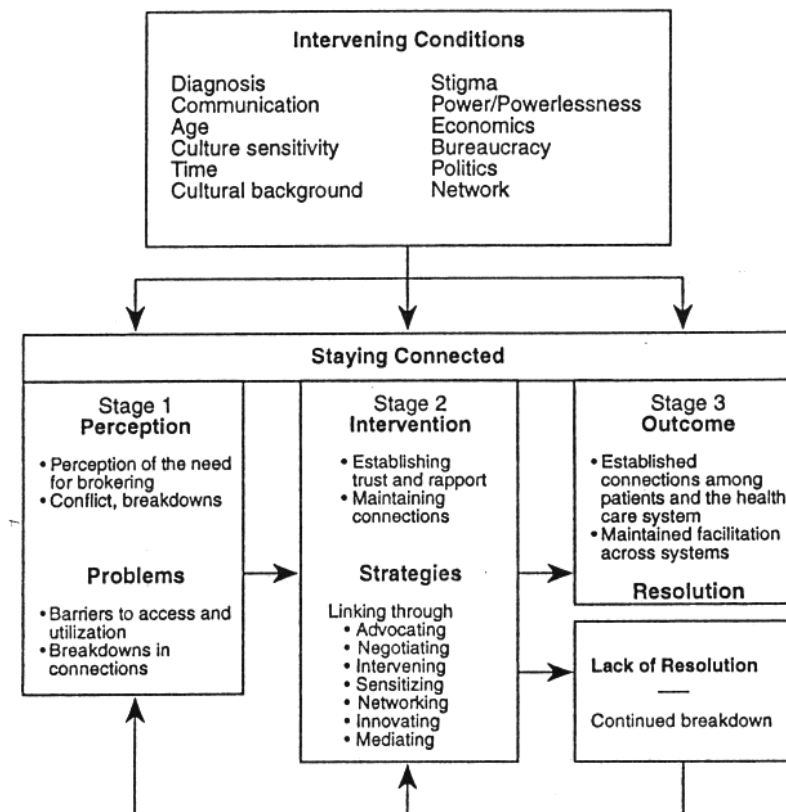 Intervening Conditions
Diagnosis
Communication
Age
Culture sensitivity
Time
Cultural background
Stigma
Power/Powerlessness
Economics
Bureaucracy
Politics
Network
Staying Connected
Stage 1
Perception
• Perception of the need
for brokering
• Conflict, breakdowns
Problems
• Barriers to access and
utilization
• Breakdowns in
connections
Stage 2
Intervention
• Establishing
trust and rapport
• Maintaining
connections
Strategies
Linking through
• Advocating
• Negotiating
• Intervening
• Sensitizing
• Networking
• Innovating
• Mediating
Stage 3
Outcome
• Established
connections among
patients and the health
care system
• Maintained facilitation
across systems
Resolution
Lack of Resolution
Continued breakdown